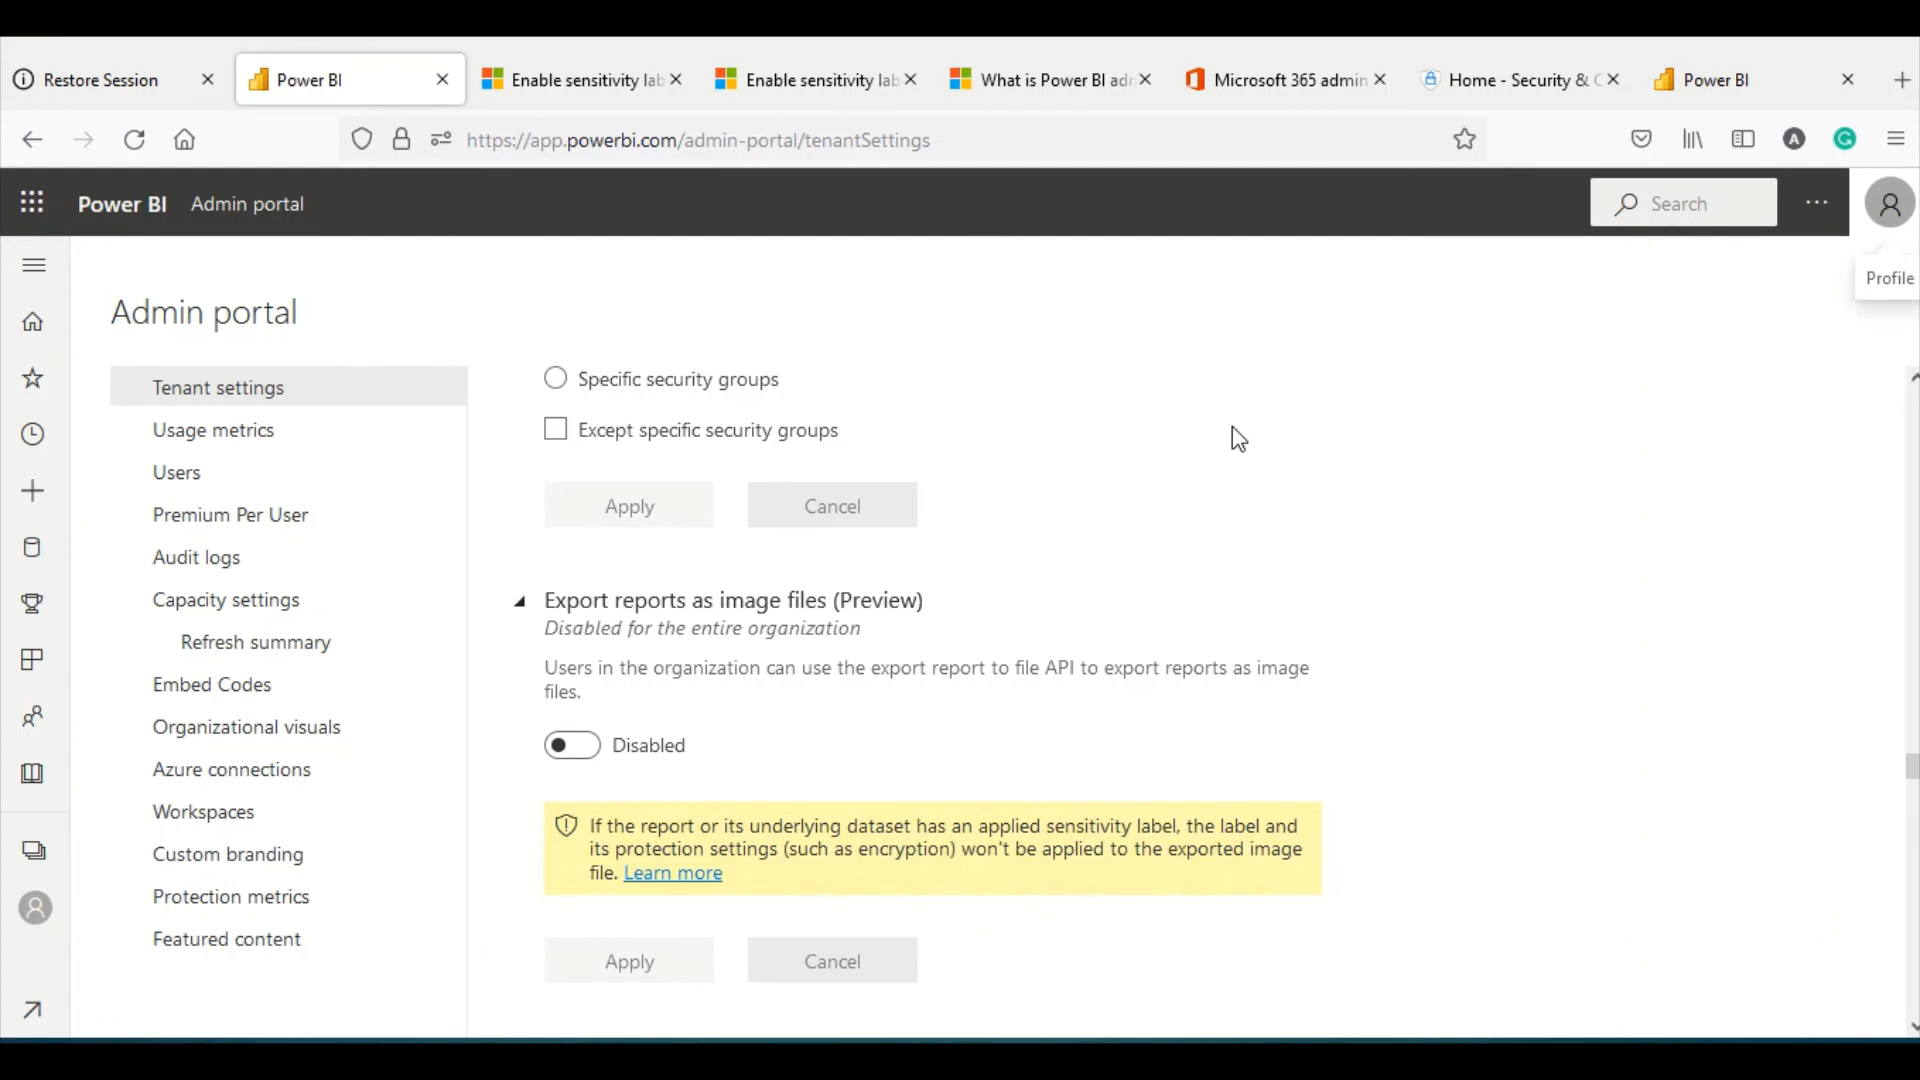 Restore Session
Power BI
Enable sensitivity lab
Enable sensitivity lab
What is Power BI adm
Microsoft 365 admin
Home - Security & C
Power BI
https://app.powerbi.com/admin-portal/tenantSettings
Power BI Admin portal
Search
Profile
Admin portal
Tenant settings
Usage metrics
Users
Premium Per User
Audit logs
Capacity settings
Refresh summary
Embed Codes
Organizational visuals
Azure connections
Workspaces
Custom branding
Protection metrics
Featured content
Specific security groups
Except specific security groups
Apply
Cancel
Export reports as image files (Preview)
Disabled for the entire organization
Users in the organization can use the export report to file API to export reports as image
files.
Disabled
If the report or its underlying dataset has an applied sensitivity label, the label and
its protection settings (such as encryption) won't be applied to the exported image
file. Learn more
Apply
Cancel